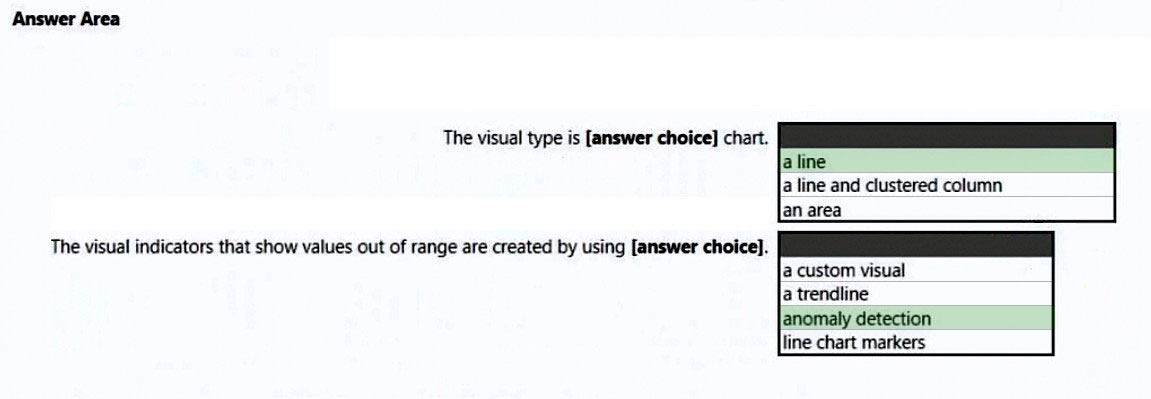 Answer Area
The visual type is [answer choice] chart.
a line
a line and clustered column
an area
The visual indicators that show values out of range are created by using [answer choice].
a custom visual
a trendline
anomaly detection
line chart markers